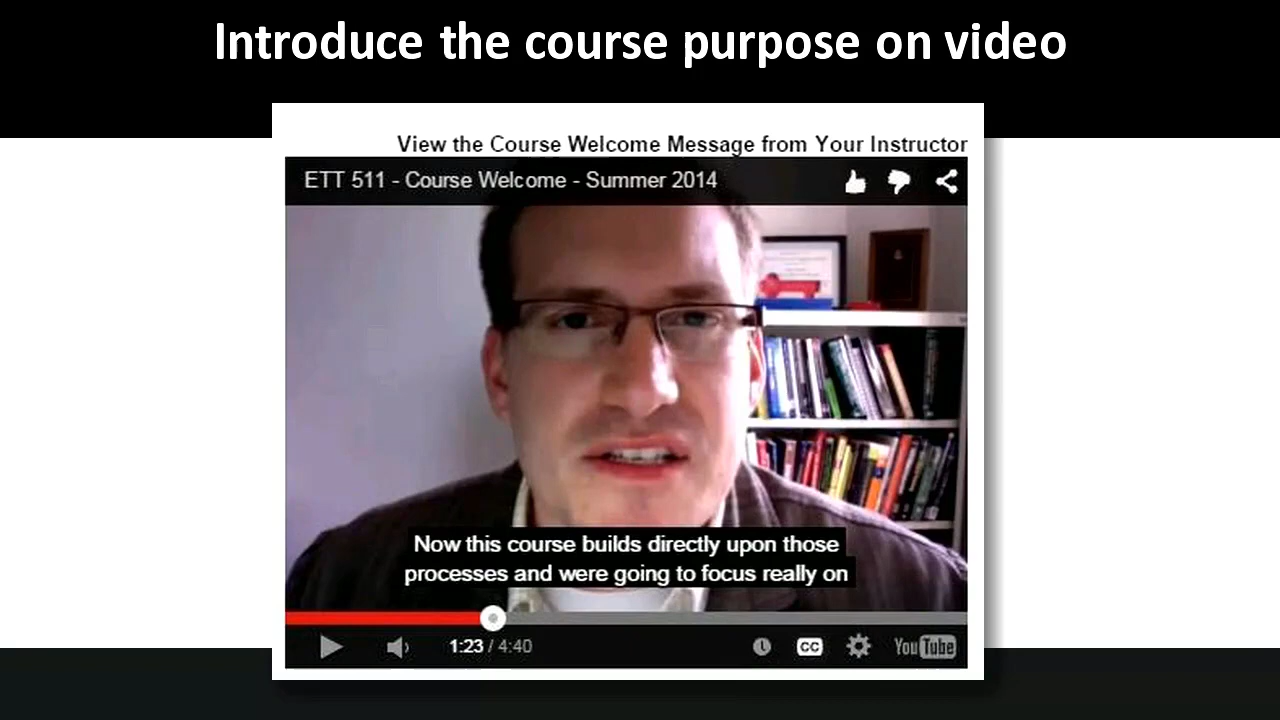 Introduce the course purpose on video
View the Course Welcome Message from Your Instructor
ETT 511 - Course Welcome - Summer 2014
Now this course builds directly upon those
processes and were going to focus really on
1:23 / 4:40
CC
YouTube